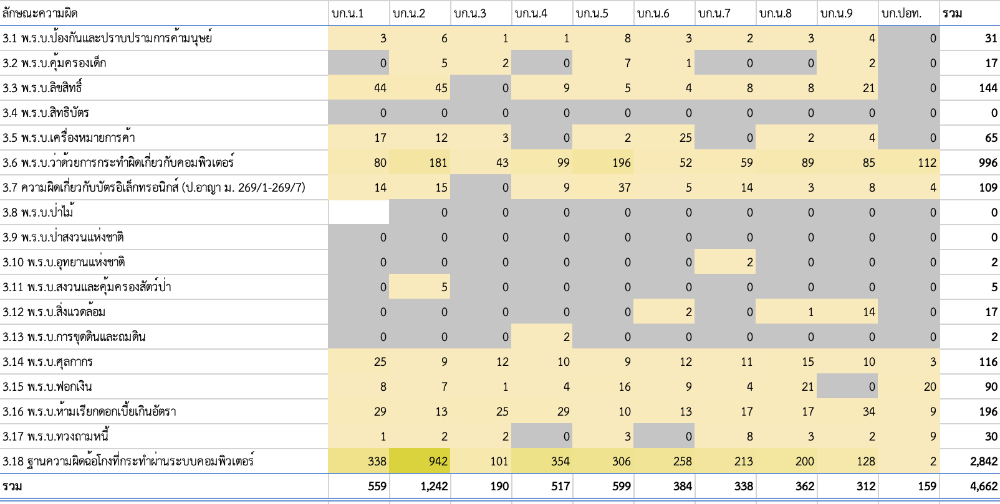 ลักษณะความผิด บก.น.1 บก.น.2 บก.น.3 บก.น.4 บก.น.5 บก.น.6 บก.น.7 บก.น.8 บก.น.9 บก.ปอท. รวม
3.1 พ.ร.บ.ป้องกันและปราบปรามการค้ามนุษย์ 3 6 1 1 8 3 2 3 4 0 31
3.2 พ.ร.บ.คุ้มครองเด็ก 0 5 2 0 7 1 0 0 2 0 17
3.3 พ.ร.บ.ลิขสิทธิ์ 44 45 0 9 5 4 8 8 21 0 144
3.4 พ.ร.บ.สิทธิบัตร 0 0 0 0 0 0 0 0 0 0 0
3.5 พ.ร.บ.เครื่องหมายการค้า 17 12 3 0 2 25 0 2 4 0 65
3.6 พ.ร.บ.ว่าด้วยการกระทำผิดเกี่ยวกับคอมพิวเตอร์ 80 181 43 99 196 52 59 89 85 112 996
3.7 ความผิดเกี่ยวกับบัตรอิเล็กทรอนิกส์ (ป.อาญา ม. 269/1-269/7) 14 15 0 9 37 5 14 3 8 4 109
3.8 พ.ร.บ.ป่าไม้ 0 0 0 0 0 0 0 0 0 0
3.9 พ.ร.บ.ป่าสงวนแห่งชาติ 0 0 0 0 0 0 0 0 0 0 0
3.10 พ.ร.บ.อุทยานแห่งชาติ 0 0 0 0 0 0 2 0 0 0 2
3.11 พ.ร.บ.สงวนและคุ้มครองสัตว์ป่า 0 5 0 0 0 0 0 0 0 0 5
3.12 พ.ร.บ.สิ่งแวดล้อม 0 0 0 0 0 2 0 1 14 0 17
3.13 พ.ร.บ.การขุดดินและถมดิน 0 0 0 2 0 0 0 0 0 0 2
3.14 พ.ร.บ.ศุลกากร 25 9 12 10 9 12 11 15 10 3 116
3.15 พ.ร.บ.ฟอกเงิน 8 7 1 4 16 9 4 21 0 20 90
3.16 พ.ร.บ.ห้ามเรียกดอกเบี้ยเกินอัตรา 29 13 25 29 10 13 17 17 34 9 196
3.17 พ.ร.บ.ทวงถามหนี้ 1 2 2 0 3 0 8 3 2 9 30
3.18 ฐานความผิดฉ้อโกงที่กระทำผ่านระบบคอมพิวเตอร์ 338 942 101 354 306 258 213 200 128 2 2,842
รวม 559 1,242 190 517 599 384 338 362 312 159 4,662